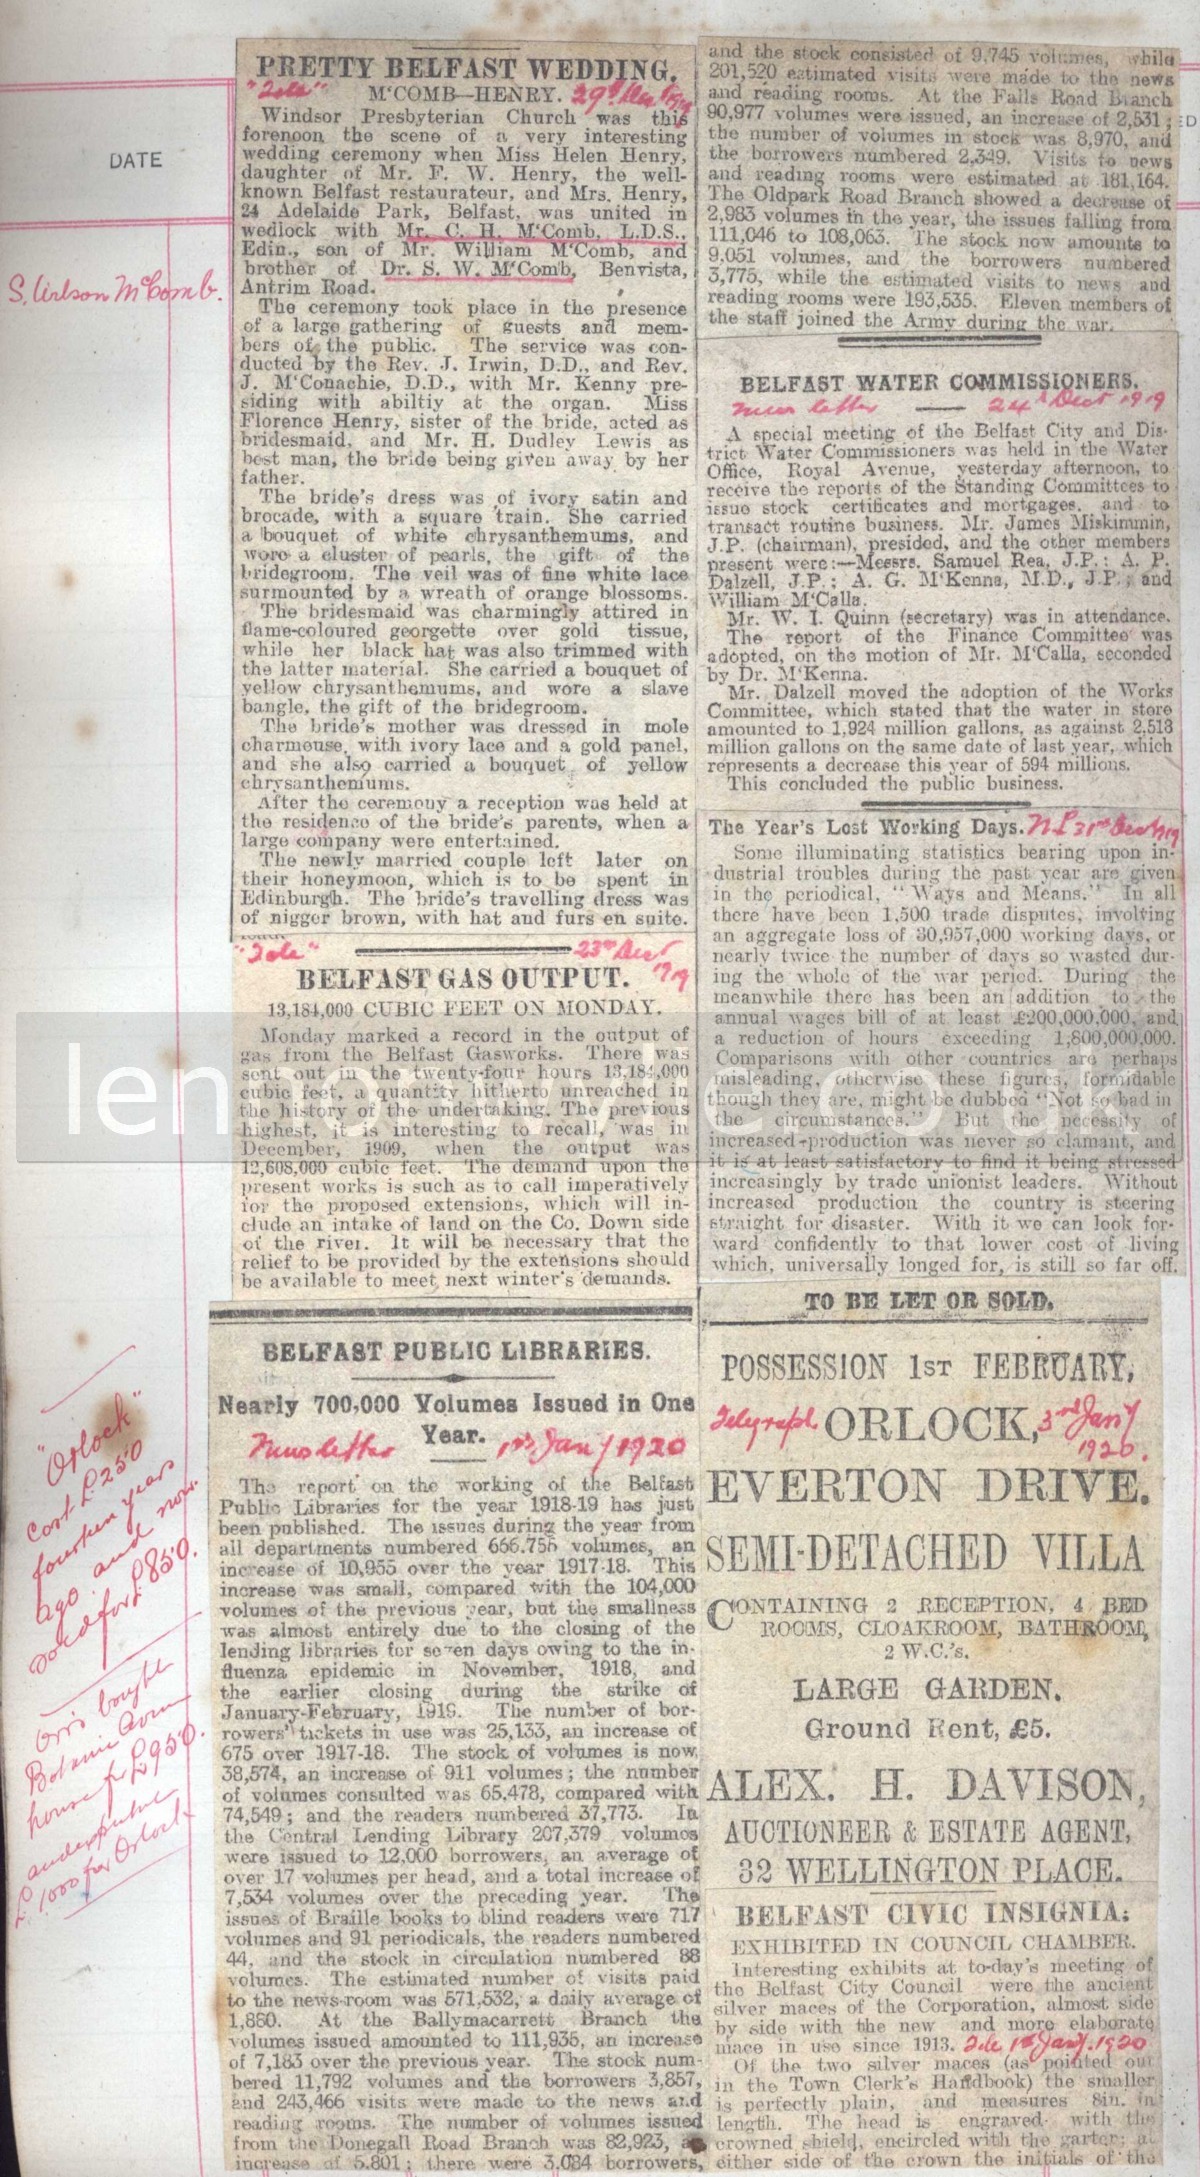 DATE
S. Wilson McComb.
"Orlock"
cost £250
fourteen years
ago and now
sold for £850.
Orrs bought
Botanic Avenue
house for £950.
£1000 for Orlock
PRETTY BELFAST WEDDING.
"Tele"
M'COMB—HENRY. 29th Dec 1919
Windsor Presbyterian Church was this
forenoon the scene of a very interesting
wedding ceremony when Miss Helen Henry,
daughter of Mr. F. W. Henry, the well-
known Belfast restaurateur, and Mrs. Henry,
24 Adelaide Park, Belfast, was united in
wedlock with Mr. C. H. M'Comb, L.D.S.,
Edin., son of Mr. William M'Comb, and
brother of Dr. S. W. M'Comb, Benvista,
Antrim Road.
The ceremony took place in the presence
of a large gathering of guests and mem-
bers of the public. The service was con-
ducted by the Rev. J. Irwin, D.D., and Rev.
J. M'Conachie, D.D., with Mr. Kenny pre-
siding with abiltiy at the organ. Miss
Florence Henry, sister of the bride, acted as
bridesmaid, and Mr. H. Dudley Lewis as
best man, the bride being given away by her
father.
The bride's dress was of ivory satin and
brocade, with a square train. She carried
a bouquet of white chrysanthemums, and
wore a cluster of pearls, the gift of the
bridegroom. The veil was of fine white lace
surmounted by a wreath of orange blossoms.
The bridesmaid was charmingly attired in
flame-coloured georgette over gold tissue,
while her black hat was also trimmed with
the latter material. She carried a bouquet of
yellow chrysanthemums, and wore a slave
bangle, the gift of the bridegroom.
The bride's mother was dressed in mole
charmeuse, with ivory lace and a gold panel,
and she also carried a bouquet of yellow
chrysanthemums.
After the ceremony a reception was held at
the residence of the bride's parents, when a
large company were entertained.
The newly married couple left later on
their honeymoon, which is to be spent in
Edinburgh. The bride's travelling dress was
of nigger brown, with hat and furs en suite.
"Tele" 23rd Dec 1919
BELFAST GAS OUTPUT.
13,184,000 CUBIC FEET ON MONDAY.
Monday marked a record in the output of
gas from the Belfast Gasworks. There was
sent out in the twenty-four hours 13,184,000
cubic feet, a quantity hitherto unreached in
the history of the undertaking. The previous
highest, it is interesting to recall, was in
December, 1909, when the output was
12,608,000 cubic feet. The demand upon the
present works is such as to call imperatively
for the proposed extensions, which will in-
clude an intake of land on the Co. Down side
of the river. It will be necessary that the
relief to be provided by the extensions should
be available to meet next winter's demands.
BELFAST PUBLIC LIBRARIES.
Nearly 700,000 Volumes Issued in One
Year.
Newsletter 1st Jany 1920
The report on the working of the Belfast
Public Libraries for the year 1918-19 has just
been published. The issues during the year from
all departments numbered 666.755 volumes, an
increase of 10,955 over the year 1917-18. This
increase was small, compared with the 104,000
volumes of the previous year, but the smallness
was almost entirely due to the closing of the
lending libraries for seven days owing to the in-
fluenza epidemic in November, 1918, and
the earlier closing during the strike of
January-February, 1919. The number of bor-
rowers' tickets in use was 25,133, an increase of
675 over 1917-18. The stock of volumes is now
38,574, an increase of 911 volumes; the number
of volumes consulted was 65,478, compared with
74,549; and the readers numbered 37,773. In
the Central Lending Library 207,379 volumes
were issued to 12,000 borrowers, an average of
over 17 volumes per head, and a total increase of
7,534 volumes over the preceding year. The
issues of Braille books to blind readers were 717
volumes and 91 periodicals, the readers numbered
44, and the stock in circulation numbered 88
volumes. The estimated number of visits paid
to the news-room was 571,532, a daily average of
1,860. At the Ballymacarrett Branch the
volumes issued amounted to 111,935, an increase
of 7,183 over the previous year. The stock num-
bered 11,792 volumes and the borrowers 3,857,
and 243,466 visits were made to the news and
reading rooms. The number of volumes issued
from the Donegall Road Branch was 82,923, an
increase of 5.801; there were 3.084 borrowers,
and the stock consisted of 9,745 volumes, while
201,520 estimated visits were made to the news
and reading rooms. At the Falls Road Branch
90,977 volumes were issued, an increase of 2,531;
the number of volumes in stock was 8,970, and
the borrowers numbered 2,349. Visits to news
and reading rooms were estimated at 181,164.
The Oldpark Road Branch showed a decrease of
2,983 volumes in the year, the issues falling from
111,046 to 108,063. The stock now amounts to
9,051 volumes, and the borrowers numbered
3,775, while the estimated visits to news and
reading rooms were 193,535. Eleven members of
the staff joined the Army during the war.
BELFAST WATER COMMISSIONERS.
News letter 24th Dect 1919
A special meeting of the Belfast City and Dis-
trict Water Commissioners was held in the Water
Office, Royal Avenue, yesterday afternoon, to
receive the reports of the Standing Committees to
issue stock certificates and mortgages, and to
transact routine business. Mr. James Miskimmin,
J.P. (chairman), presided, and the other members
present were:—Messrs. Samuel Rea, J.P.; A. P.
Dalzell, J.P.; A. G. M'Kenna, M.D., J.P.; and
William M'Calla.
Mr. W. I. Quinn (secretary) was in attendance.
The report of the Finance Committee was
adopted, on the motion of Mr. M'Calla, seconded
by Dr. M'Kenna.
Mr. Dalzell moved the adoption of the Works
Committee, which stated that the water in store
amounted to 1,924 million gallons, as against 2,518
million gallons on the same date of last year, which
represents a decrease this year of 594 millions.
This concluded the public business.
The Year's Lost Working Days. NL 31st Dec 1919
Some illuminating statistics bearing upon in-
dustrial troubles during the past year are given
in the periodical, "Ways and Means." In all
there have been 1,500 trade disputes, involving
an aggregate loss of 30,957,000 working days, or
nearly twice the number of days so wasted dur-
ing the whole of the war period. During the
meanwhile there has been an addition to the
annual wages bill of at least £200,000,000, and
a reduction of hours exceeding 1,800,000,000.
Comparisons with other countries are perhaps
misleading, otherwise these figures, formidable
though they are, might be dubbed "Not so bad in
the circumstances." But the necessity of
increased production was never so clamant, and
it is at least satisfactory to find it being stressed
increasingly by trade unionist leaders. Without
increased production the country is steering
straight for disaster. With it we can look for-
ward confidently to that lower cost of living
which, universally longed for, is still so far off.
TO BE LET OR SOLD.
POSSESSION 1ST FEBRUARY,
Telegraph ORLOCK, 3rd Jany 1920.
EVERTON DRIVE.
SEMI-DETACHED VILLA
CONTAINING 2 RECEPTION, 4 BED
ROOMS, CLOAKROOM, BATHROOM,
2 W.C.'s.
LARGE GARDEN.
Ground Rent, £5.
ALEX. H. DAVISON,
AUCTIONEER & ESTATE AGENT,
32 WELLINGTON PLACE.
BELFAST CIVIC INSIGNIA.
EXHIBITED IN COUNCIL CHAMBER.
Interesting exhibits at to-day's meeting of
the Belfast City Council were the ancient
silver maces of the Corporation, almost side
by side with the new and more elaborate
mace in use since 1913. Tele 1st Jany. 1920
Of the two silver maces (as pointed out
in the Town Clerk's Handbook) the smaller
is perfectly plain, and measures 8in. in
length. The head is engraved with the
crowned shield, encircled with the garter; at
either side of the crown the initials of the
lennonwylie.co.uk